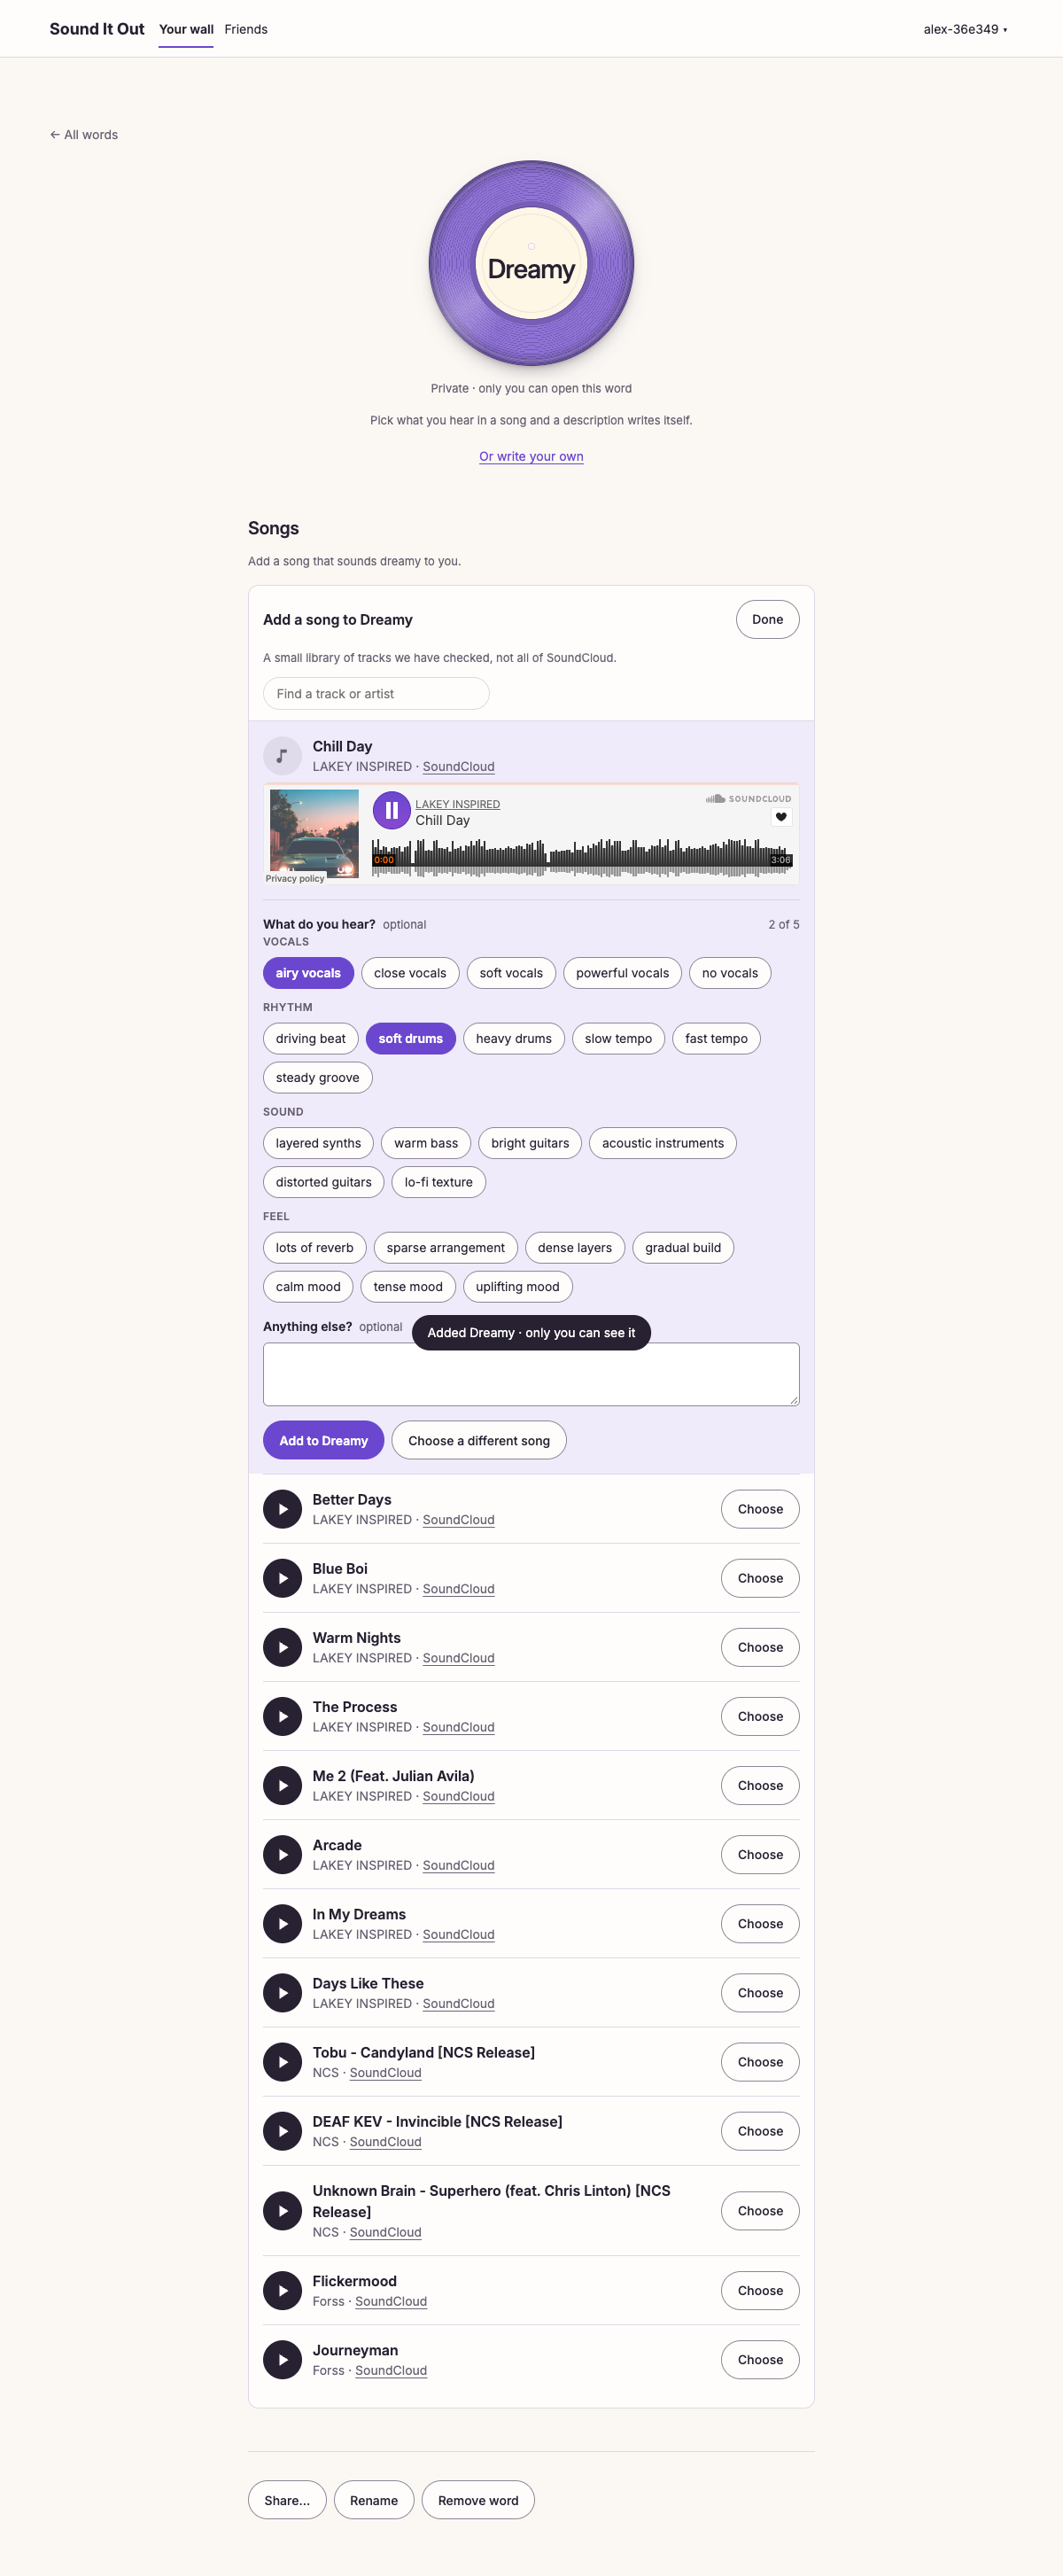 Sound It Out Your wall Friends alex-36e349
← All words
Dreamy
Private · only you can open this word
Pick what you hear in a song and a description writes itself.
Or write your own
Songs
Add a song that sounds dreamy to you.
Add a song to Dreamy Done
A small library of tracks we have checked, not all of SoundCloud.
Find a track or artist
Chill Day
LAKEY INSPIRED · SoundCloud
LAKEY INSPIRED SOUNDCLOUD
Chill Day
0:00 3:06
Privacy policy
What do you hear? optional 2 of 5
VOCALS
airy vocals close vocals soft vocals powerful vocals no vocals
RHYTHM
driving beat soft drums heavy drums slow tempo fast tempo
steady groove
SOUND
layered synths warm bass bright guitars acoustic instruments
distorted guitars lo-fi texture
FEEL
lots of reverb sparse arrangement dense layers gradual build
calm mood tense mood uplifting mood
Anything else? optional Added Dreamy · only you can see it
Add to Dreamy Choose a different song
Better Days
LAKEY INSPIRED · SoundCloud
Choose
Blue Boi
LAKEY INSPIRED · SoundCloud
Choose
Warm Nights
LAKEY INSPIRED · SoundCloud
Choose
The Process
LAKEY INSPIRED · SoundCloud
Choose
Me 2 (Feat. Julian Avila)
LAKEY INSPIRED · SoundCloud
Choose
Arcade
LAKEY INSPIRED · SoundCloud
Choose
In My Dreams
LAKEY INSPIRED · SoundCloud
Choose
Days Like These
LAKEY INSPIRED · SoundCloud
Choose
Tobu - Candyland [NCS Release]
NCS · SoundCloud
Choose
DEAF KEV - Invincible [NCS Release]
NCS · SoundCloud
Choose
Unknown Brain - Superhero (feat. Chris Linton) [NCS
Release]
NCS · SoundCloud
Choose
Flickermood
Forss · SoundCloud
Choose
Journeyman
Forss · SoundCloud
Choose
Share... Rename Remove word